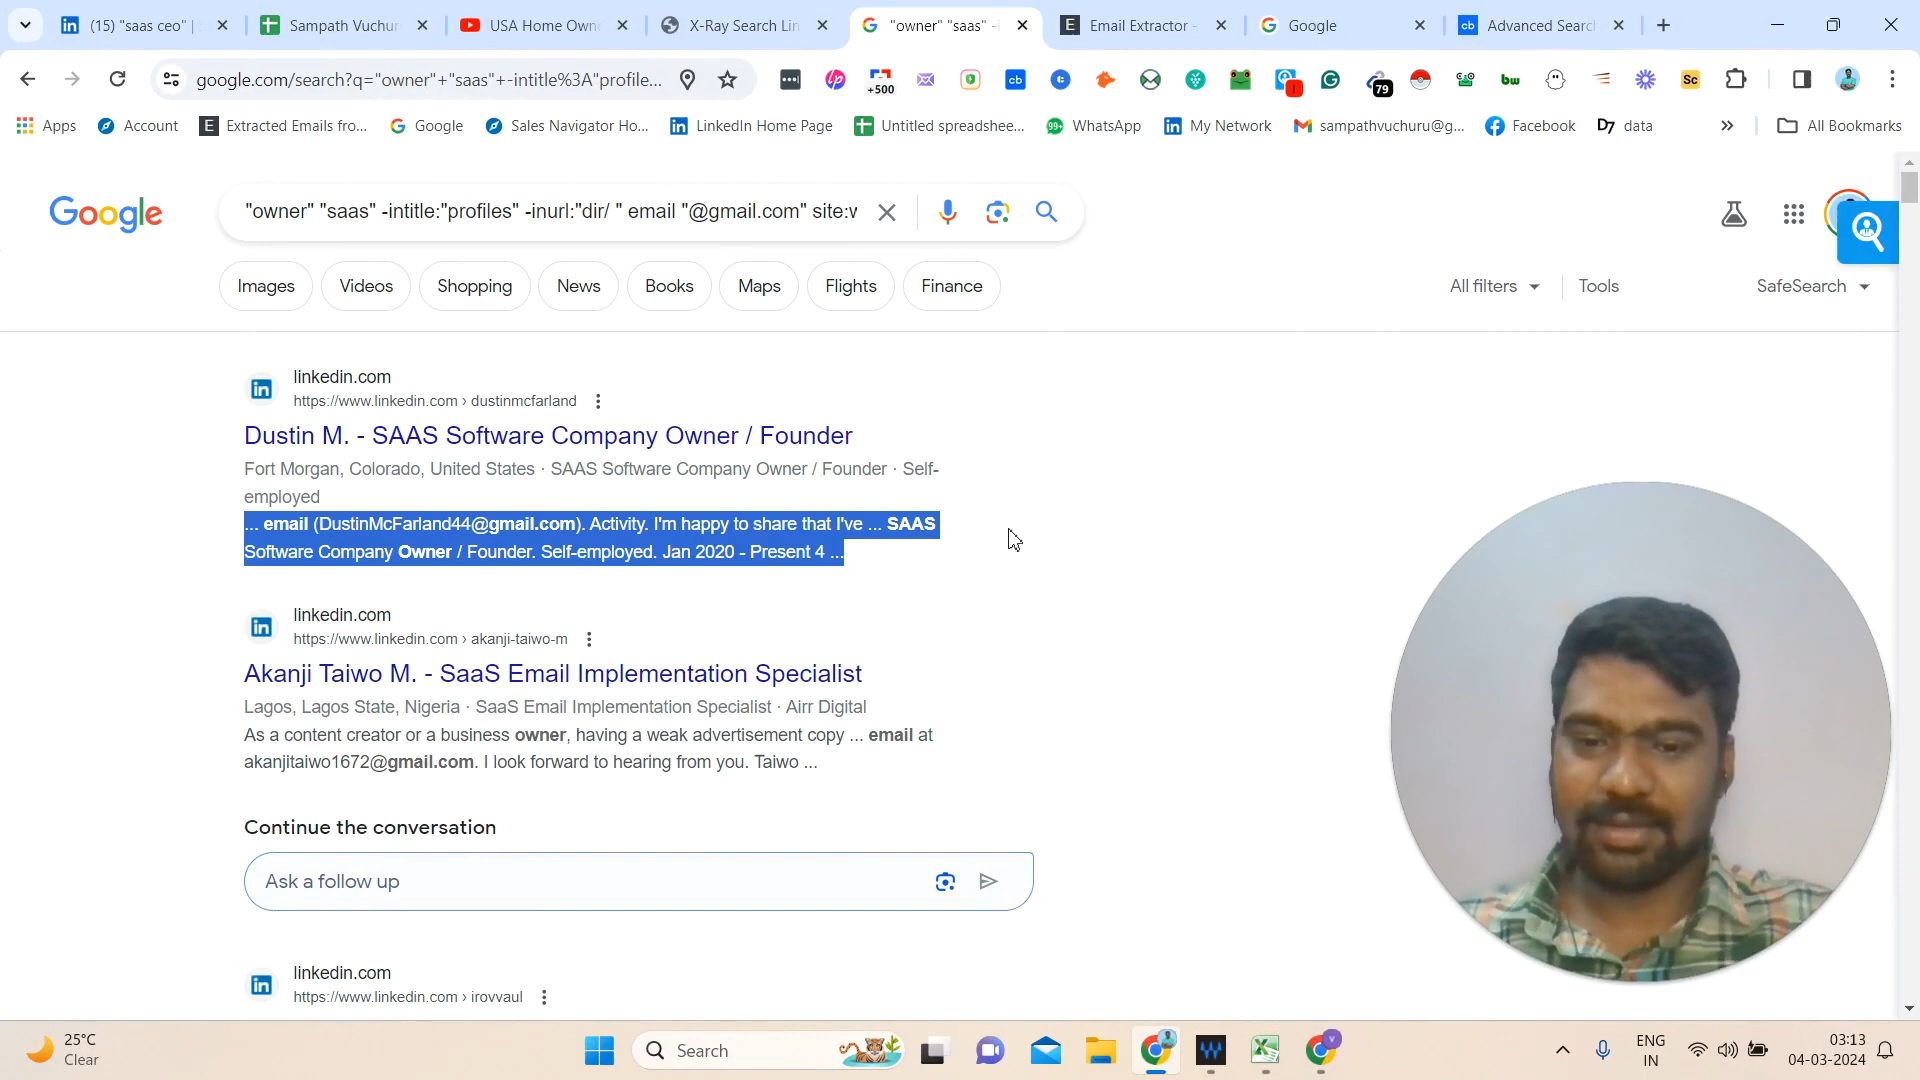 (15) "saas ceo" |
Sampath Vuchur
USA Home Own
X-Ray Search Lin
"owner" "saas" -i
Email Extractor -
Google
cb Advanced Searc
google.com/search?q="owner"+"saas"+-intitle%3A"profile...
+500
cb
79
bw
Sc
Apps
Account
E Extracted Emails fro...
Google
Sales Navigator Ho...
LinkedIn Home Page
Untitled spreadshee...
99+ WhatsApp
My Network
sampathvuchuru@g...
Facebook
D7 data
All Bookmarks
Google
"owner" "saas" -intitle:"profiles" -inurl:"dir/ " email "@gmail.com" site:w
Images
Videos
Shopping
News
Books
Maps
Flights
Finance
All filters
Tools
SafeSearch
linkedin.com
https://www.linkedin.com › dustinmcfarland
Dustin M. - SAAS Software Company Owner / Founder
Fort Morgan, Colorado, United States · SAAS Software Company Owner / Founder · Self-
employed
... email (DustinMcFarland44@gmail.com). Activity. I'm happy to share that I've ... SAAS
Software Company Owner / Founder. Self-employed. Jan 2020 - Present 4 ...
linkedin.com
https://www.linkedin.com › akanji-taiwo-m
Akanji Taiwo M. - SaaS Email Implementation Specialist
Lagos, Lagos State, Nigeria · SaaS Email Implementation Specialist · Airr Digital
As a content creator or a business owner, having a weak advertisement copy ... email at
akanjitaiwo1672@gmail.com. I look forward to hearing from you. Taiwo ...
Continue the conversation
Ask a follow up
linkedin.com
https://www.linkedin.com › irovvaul
25°C
Clear
Search
ENG
IN
03:13
04-03-2024